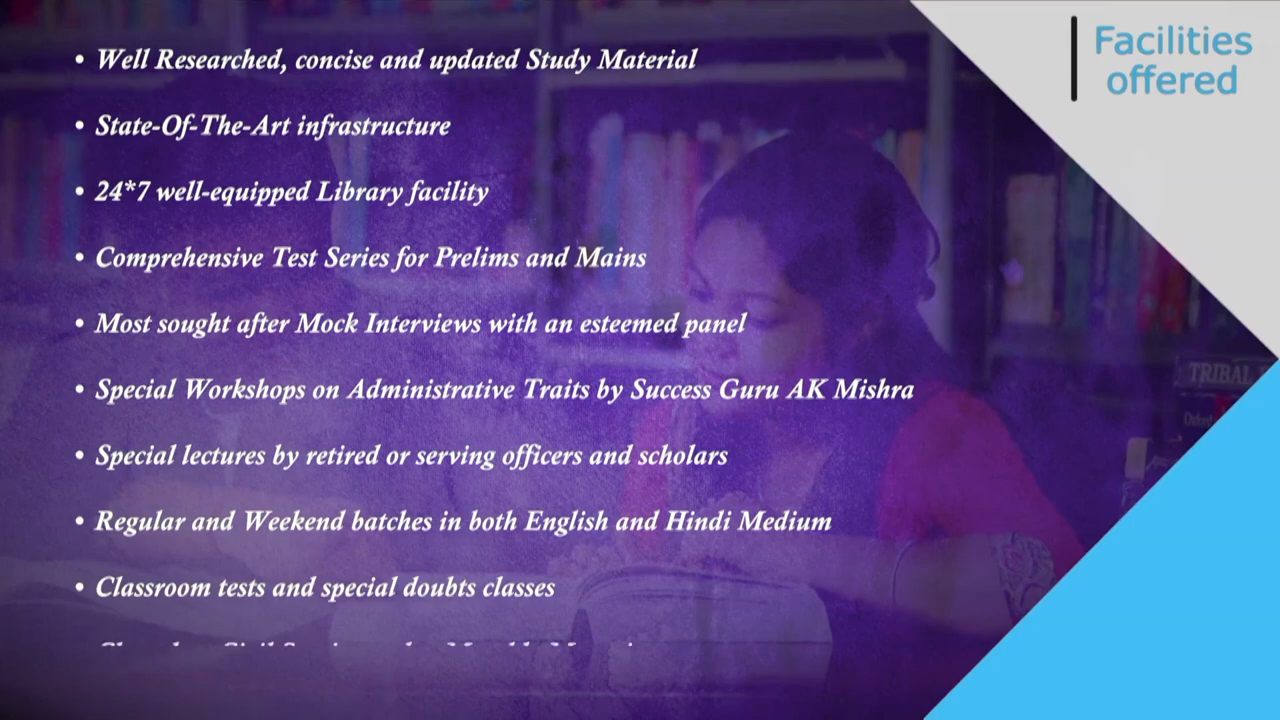 Facilities
offered
• Well Researched, concise and updated Study Material
• State-Of-The-Art infrastructure
• 24*7 well-equipped Library facility
• Comprehensive Test Series for Prelims and Mains
• Most sought after Mock Interviews with an esteemed panel
• Special Workshops on Administrative Traits by Success Guru AK Mishra
• Special lectures by retired or serving officers and scholars
• Regular and Weekend batches in both English and Hindi Medium
• Classroom tests and special doubts classes
TRIBAL